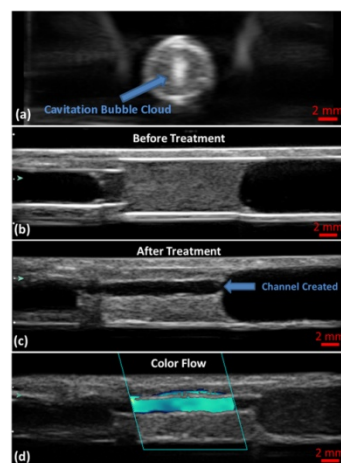 Cavitation Bubble Cloud
(a)
2 mm
Before Treatment
(b)
2 mm
After Treatment
Channel Created
(c)
2 mm
Color Flow
(d)
2 mm